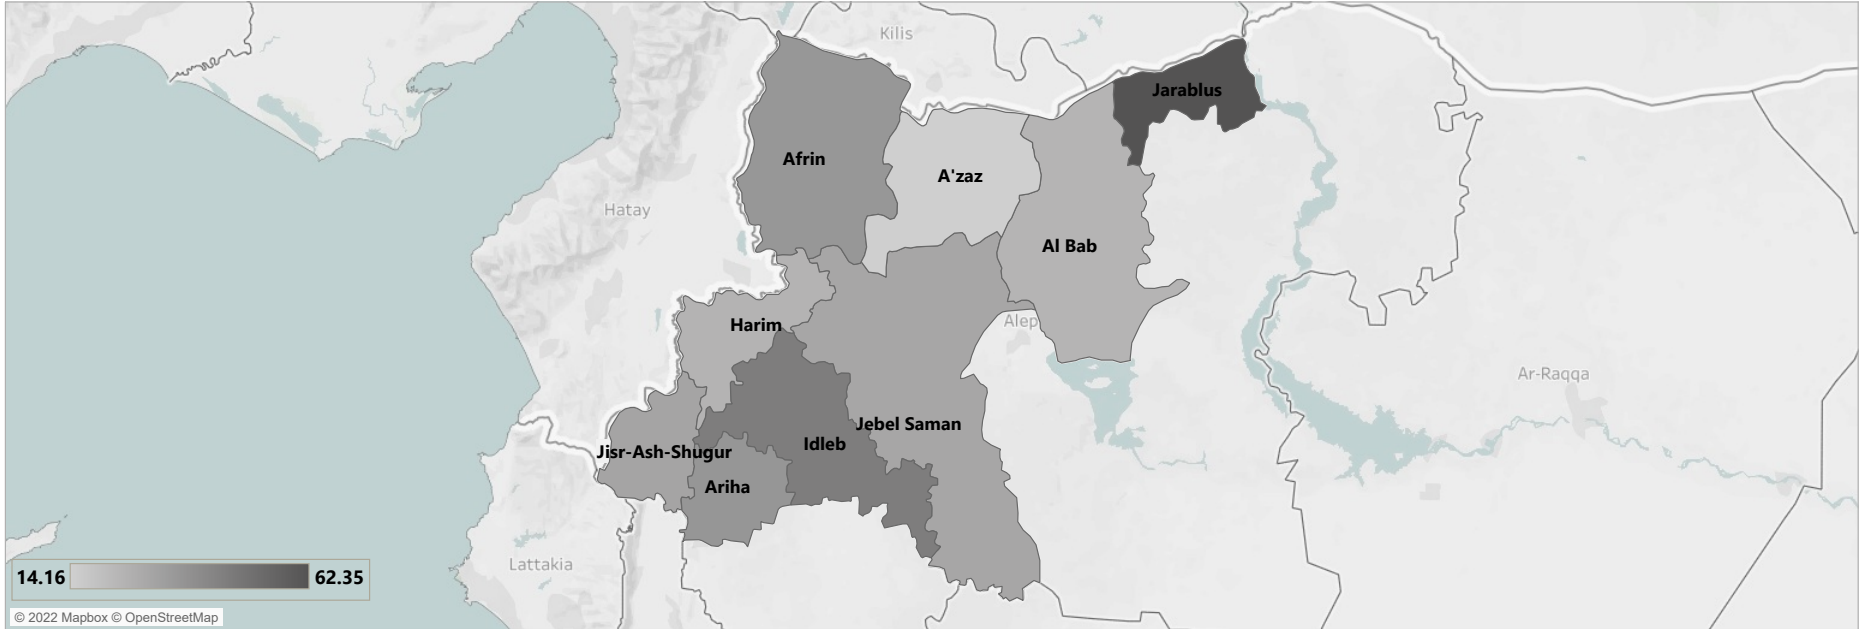 Kilis
Jarablus
Afrin
A'zaz
Hatay
Al Bab
Harim
Alep
Ar-Raqqa
Jebel Saman
Idleb
Jisr-Ash-Shugur
Ariha
Lattakia
14.16 62.35
© 2022 Mapbox © OpenStreetMap